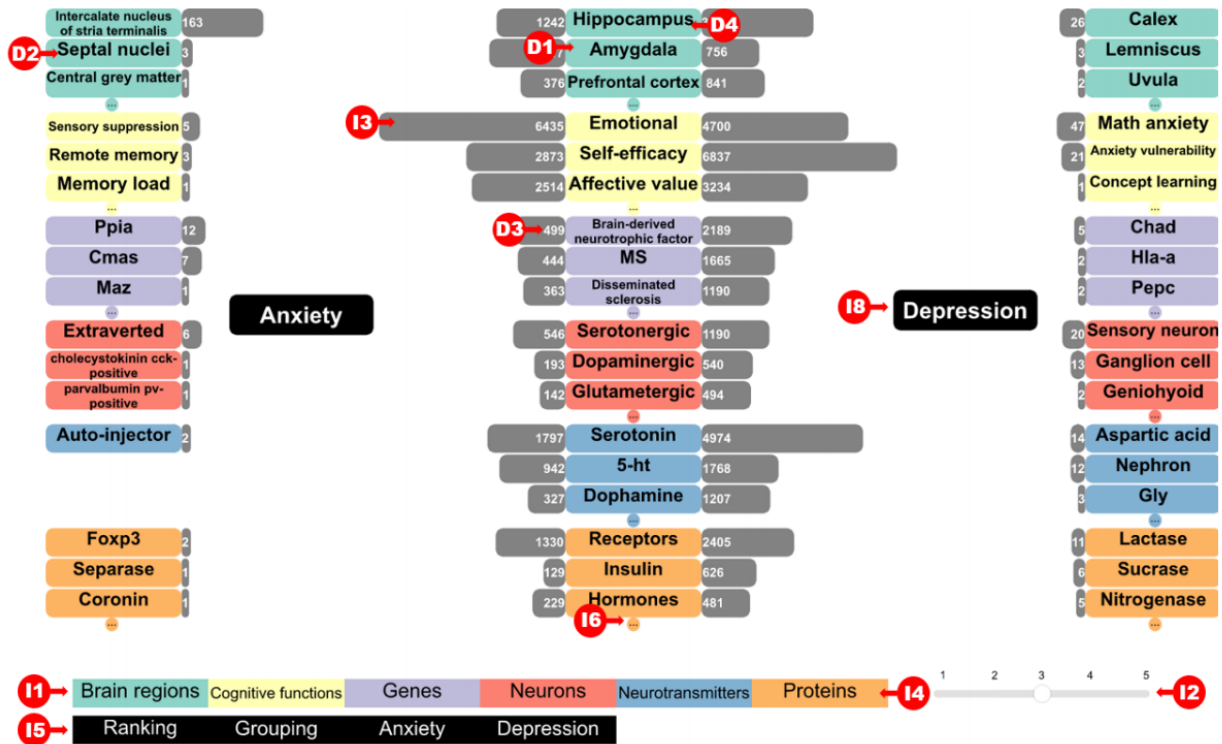 Intercalate nucleus
of stria terminalis 163 1242 Hippocampus D4 26 Calex
D2 Septal nuclei 3 D1 7 Amygdala 756 3 Lemniscus
Central grey matter 1 376 Prefrontal cortex 841 2 Uvula
... ... ...
Sensory suppression 5 I3 6435 Emotional 4700 47 Math anxiety
Remote memory 3 2873 Self-efficacy 6837 21 Anxiety vulnerability
Memory load 1 2514 Affective value 3234 1 Concept learning
... ... ...
Ppia 12 D3 499 Brain-derived
neurotrophic factor 2189 5 Chad
Cmas 7 444 MS 1665 2 Hla-a
Maz 1 363 Disseminated
sclerosis 1190 2 Pepc
... ... ...
Anxiety I8 Depression
Extraverted 6 546 Serotonergic 1190 20 Sensory neuron
cholecystokinin cck-
positive 1 193 Dopaminergic 540 13 Ganglion cell
parvalbumin pv-
positive 1 142 Glutametergic 494 2 Geniohyoid
... ...
Auto-injector 2 1797 Serotonin 4974 14 Aspartic acid
942 5-ht 1768 12 Nephron
327 Dophamine 1207 3 Gly
... ...
Foxp3 2 1330 Receptors 2405 11 Lactase
Separase 1 129 Insulin 626 6 Sucrase
Coronin 1 229 Hormones 481 5 Nitrogenase
... I6 ... ...
I1 Brain regions Cognitive functions Genes Neurons Neurotransmitters Proteins I4 1 2 3 4 5 I2
I5 Ranking Grouping Anxiety Depression